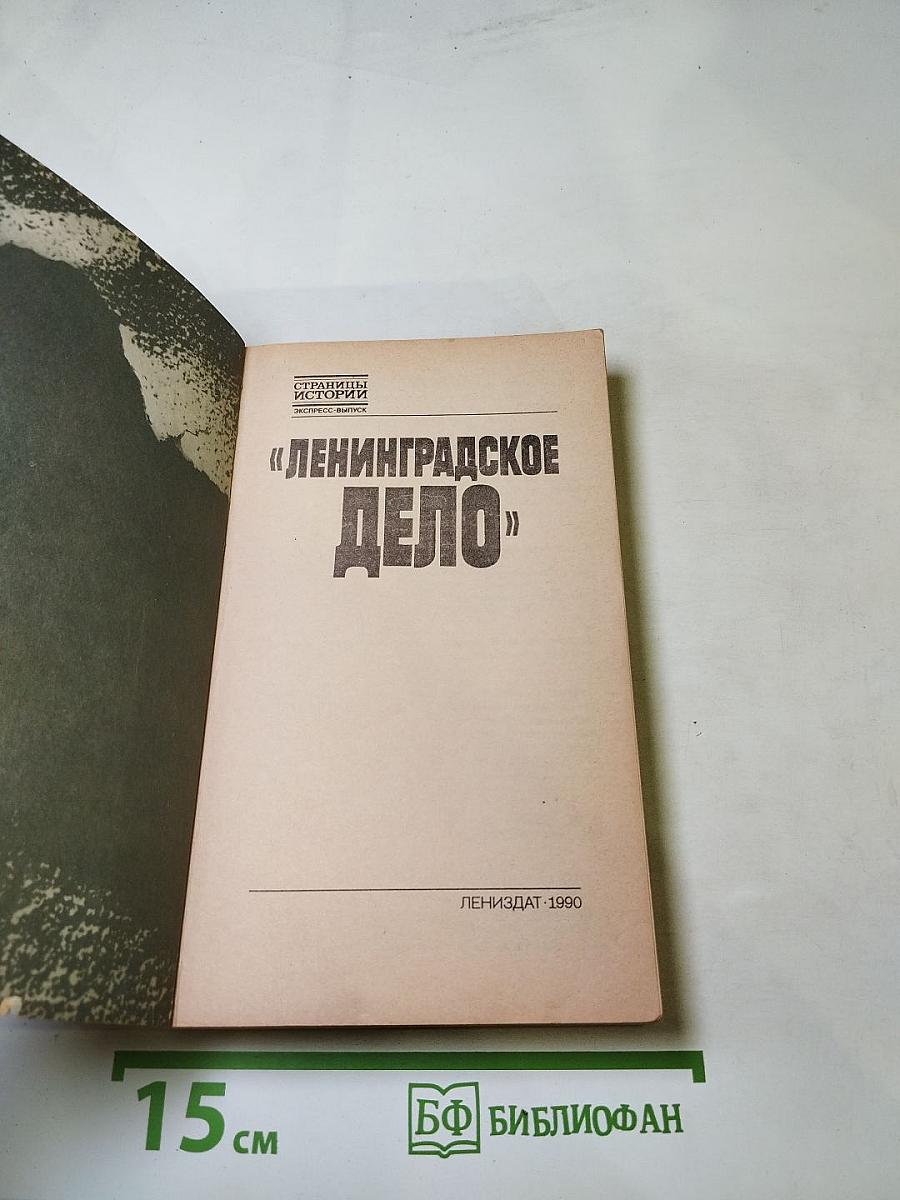 СТРАНИЦЫ
ИСТОРИИ
ЭКСПРЕСС-ВЫПУСК
«ЛЕНИНГРАДСКОЕ
ДЕЛО»
ЛЕНИЗДАТ·1990
15 см
БФ БИБЛИОФАН